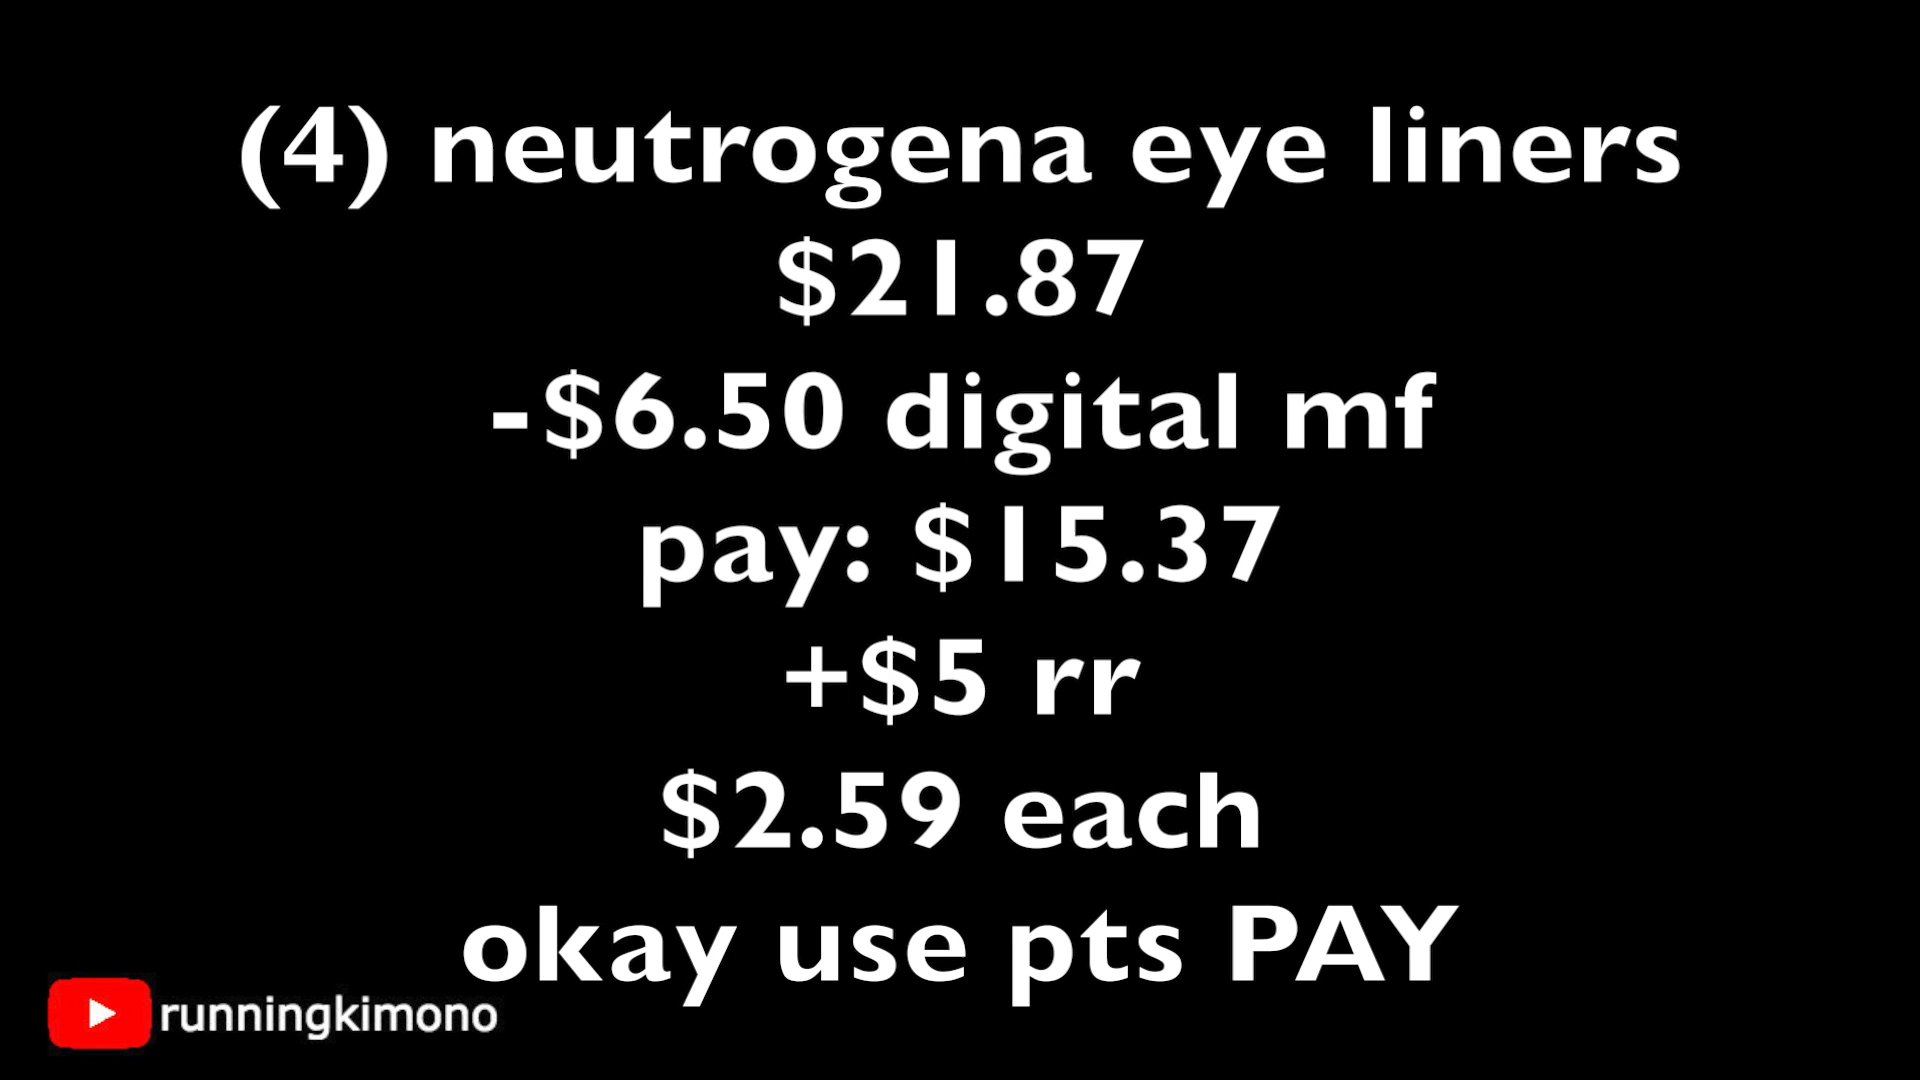 (4) neutrogena eye liners
$21.87
-$6.50 digital mf
pay: $15.37
+$5 rr
$2.59 each
okay use pts PAY
runningkimono